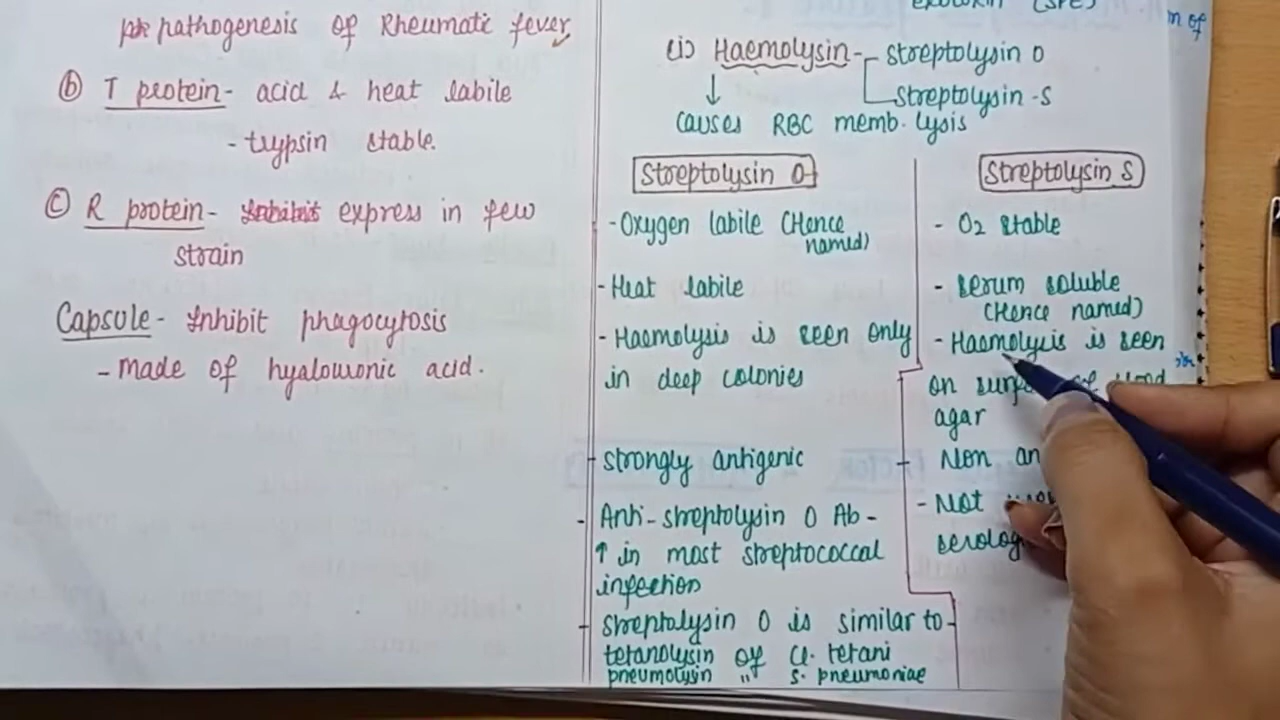 pathogenesis of Rheumatic fever
b) T protein- acid & heat labile
- trypsin stable.
c) R protein- express in few
strain
Capsule- Inhibit phagocytosis
- made of hyaluronic acid.
exotoxin (SPE)
m of
(i) Haemolysin- streptolysin O
streptolysin -S
↓
causes RBC memb. lysis
Streptolysin O
- Oxygen labile (Hence
named)
- Heat labile
- Haemolysis is seen only
in deep colonies
- strongly antigenic
- Anti-streptolysin O Ab-
↑ in most streptococcal
infection
- streptolysin O is similar to
tetanolysin of Cl. tetani
pneumolysin " S. pneumoniae
Streptolysin S
- O2 stable
- serum soluble
(Hence named)
- Haemolysis is seen
on of
agar
- Non
- Not